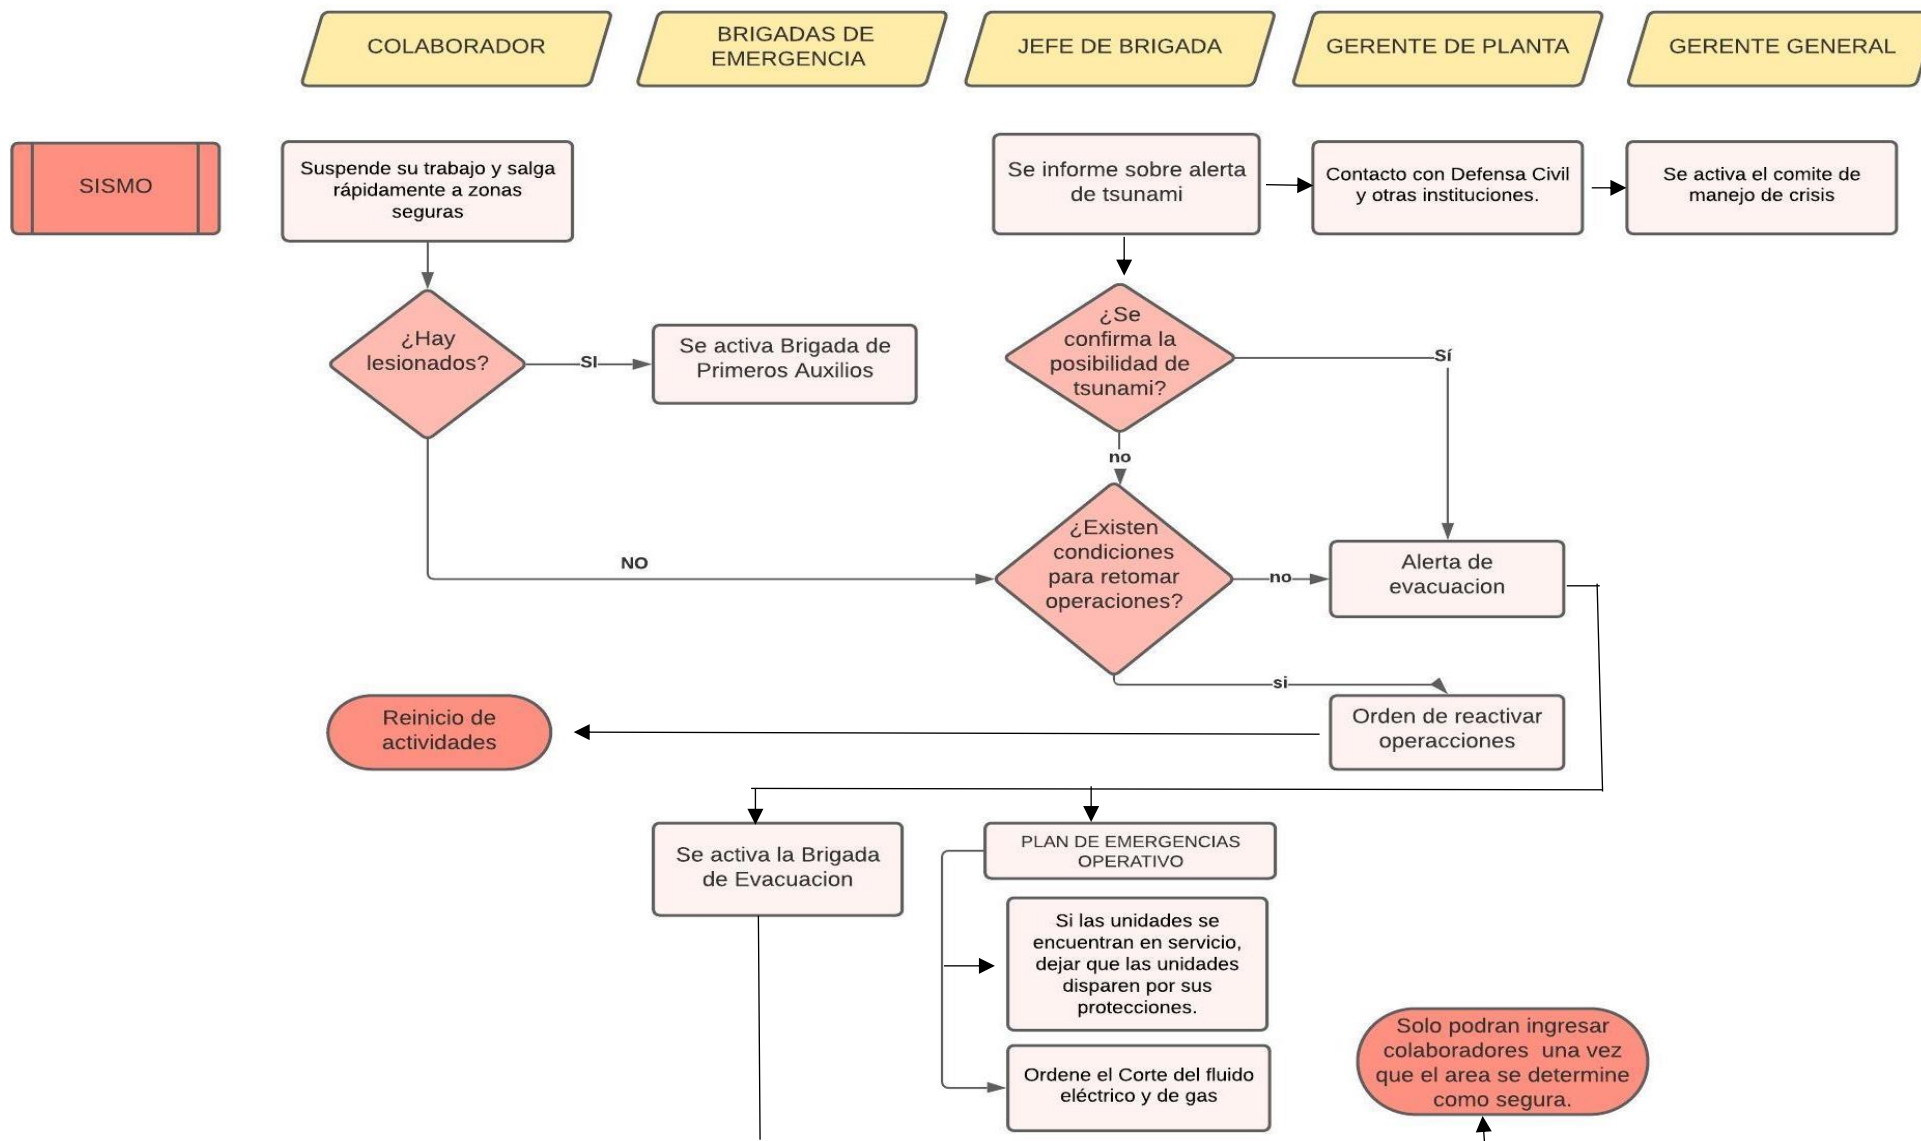 COLABORADOR
BRIGADAS DE
EMERGENCIA
JEFE DE BRIGADA
GERENTE DE PLANTA
GERENTE GENERAL
SISMO
Suspende su trabajo y salga
rápidamente a zonas
seguras
Se informe sobre alerta
de tsunami
Contacto con Defensa Civil
y otras instituciones.
Se activa el comite de
manejo de crisis
¿Hay
lesionados?
SI
Se activa Brigada de
Primeros Auxilios
¿Se
confirma la
posibilidad de
tsunami?
Sí
no
¿Existen
condiciones
para retomar
operaciones?
NO
no
Alerta de
evacuacion
si
Reinicio de
actividades
Orden de reactivar
operacciones
Se activa la Brigada
de Evacuacion
PLAN DE EMERGENCIAS
OPERATIVO
Si las unidades se
encuentran en servicio,
dejar que las unidades
disparen por sus
protecciones.
Ordene el Corte del fluido
eléctrico y de gas
Solo podran ingresar
colaboradores una vez
que el area se determine
como segura.